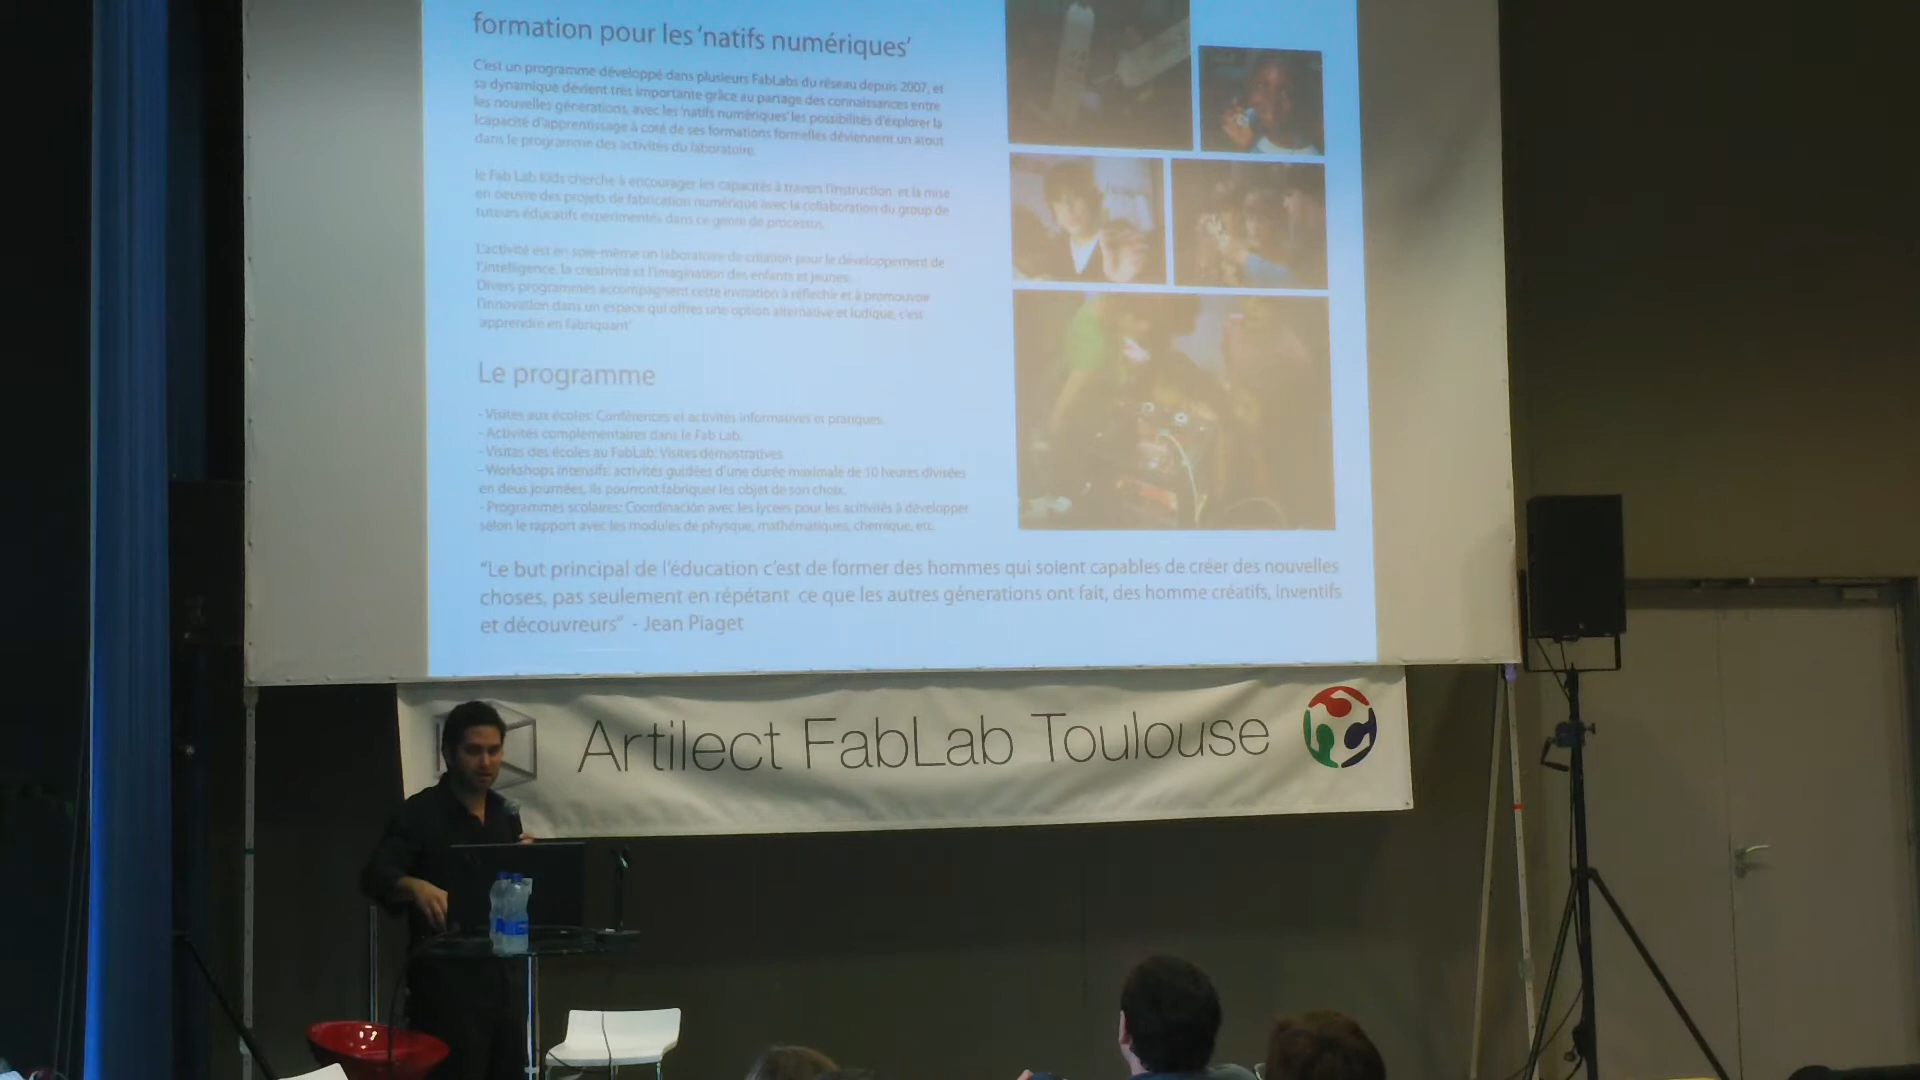 formation pour les 'natifs numériques'
C'est un programme développé dans plusieurs FabLabs du réseau depuis 2007, et
sa dynamique devient très importante grâce au partage des connaissances entre
les nouvelles génerations, avec les 'natifs numériques' les possibilités d'explorer la
lcapacité d'apprentissage à coté de ses formations formelles déviennent un atout
dans le programme des activités du laboratoire.
le Fab Lab Kids cherche à encourager les capacités à travers l'instruction et la mise
en oeuvre des projets de fabrication numérique avec la collaboration du group de
tuteurs éducatifs experimentés dans ce genre de processus.
L'activité est en soie-même un laboratoire de création pour le développement de
l'intelligence, la creativité et l'imagination des enfants et jeunes.
Divers programmes accompagnent ceste invitation à réflechir et à promouvoir
l'innovation dans un espace qui offres une option alternative et ludique, c'est
'apprendre en fabriquant'
Le programme
- Visites aux écoles: Conférences et activités informatives et pratiques.
- Activités complementaires dans le Fab Lab.
- Visitas des écoles au FabLab: Visites démostratives
- Workshops intensifs: activités guidées d'une durée maximale de 10 heures divisées
en deux journées, ils pourront fabriquer les objet de son choix.
- Programmes scolaires: Coordinación avec les lycées pour les acitivités à développer
selon le rapport avec les modules de physque, mathématiques, chemique, etc.
"Le but principal de l'éducation c'est de former des hommes qui soient capables de créer des nouvelles
choses, pas seulement en répétant ce que les autres génerations ont fait, des homme créatifs, inventifs
et découvreurs" - Jean Piaget
Artilect FabLab Toulouse